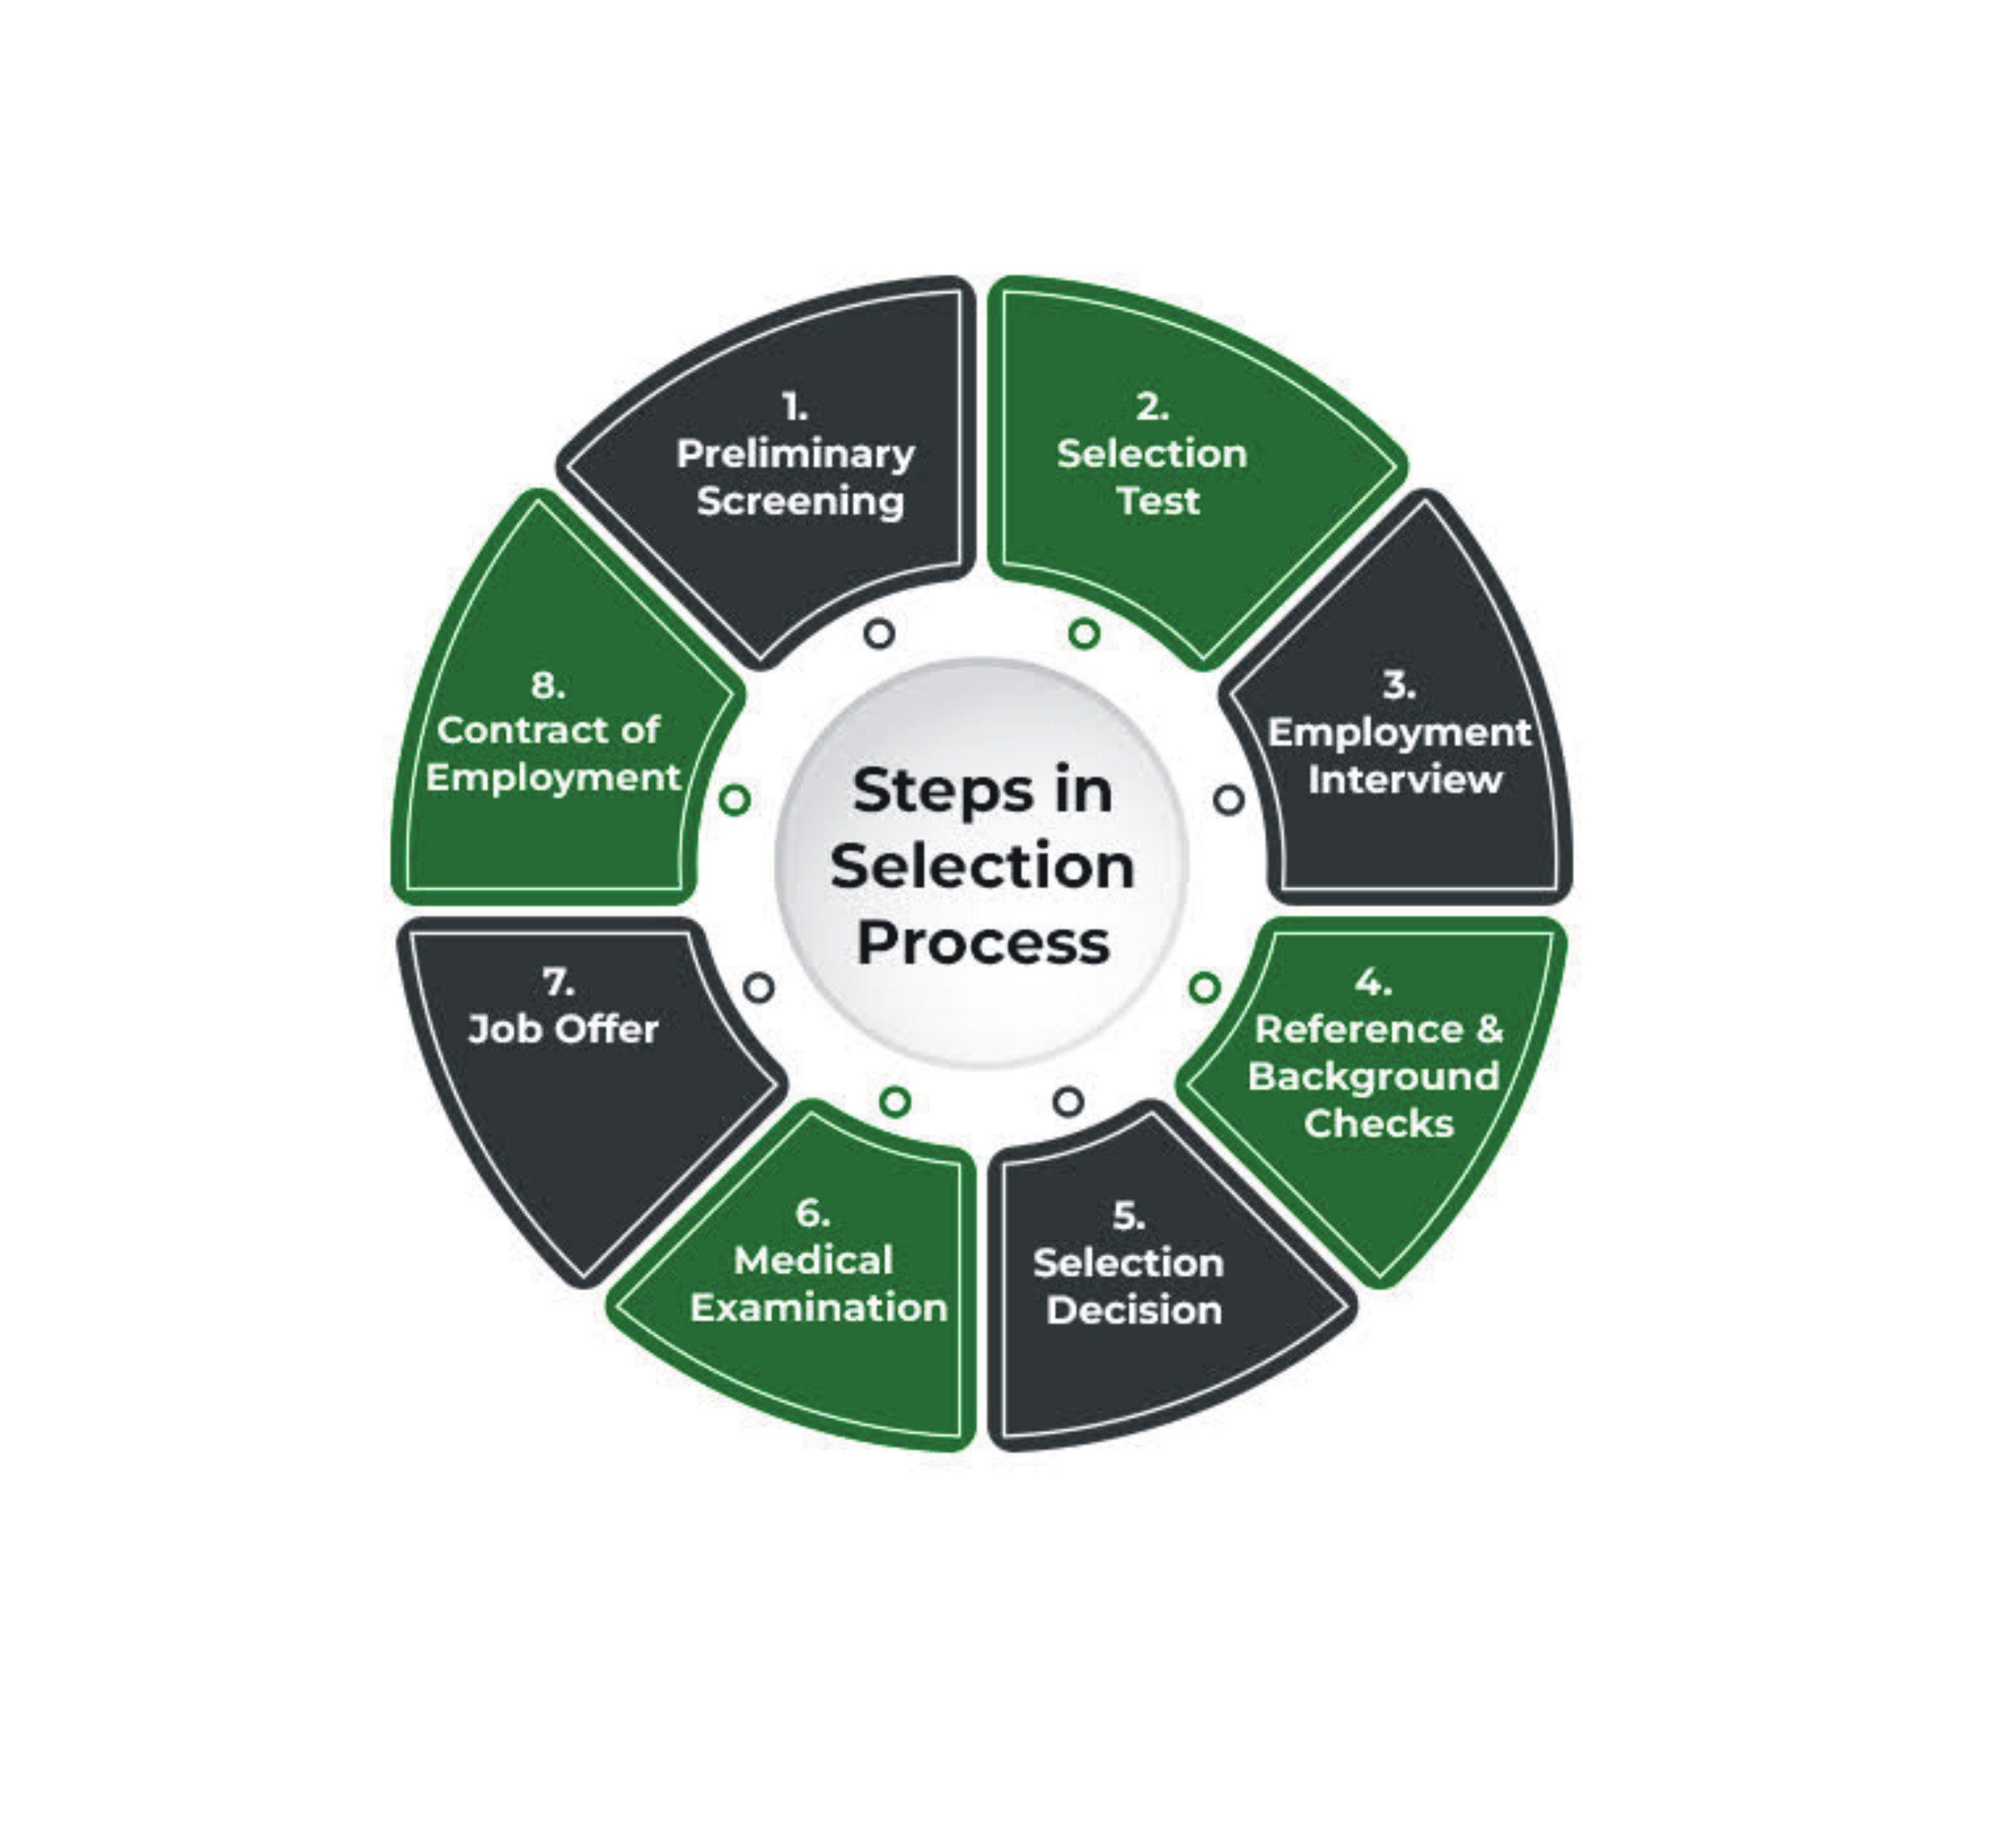 1.
Preliminary
Screening
2.
Selection
Test
3.
Employment
Interview
4.
Reference &
Background
Checks
5.
Selection
Decision
6.
Medical
Examination
7.
Job Offer
8.
Contract of
Employment
Steps in
Selection
Process